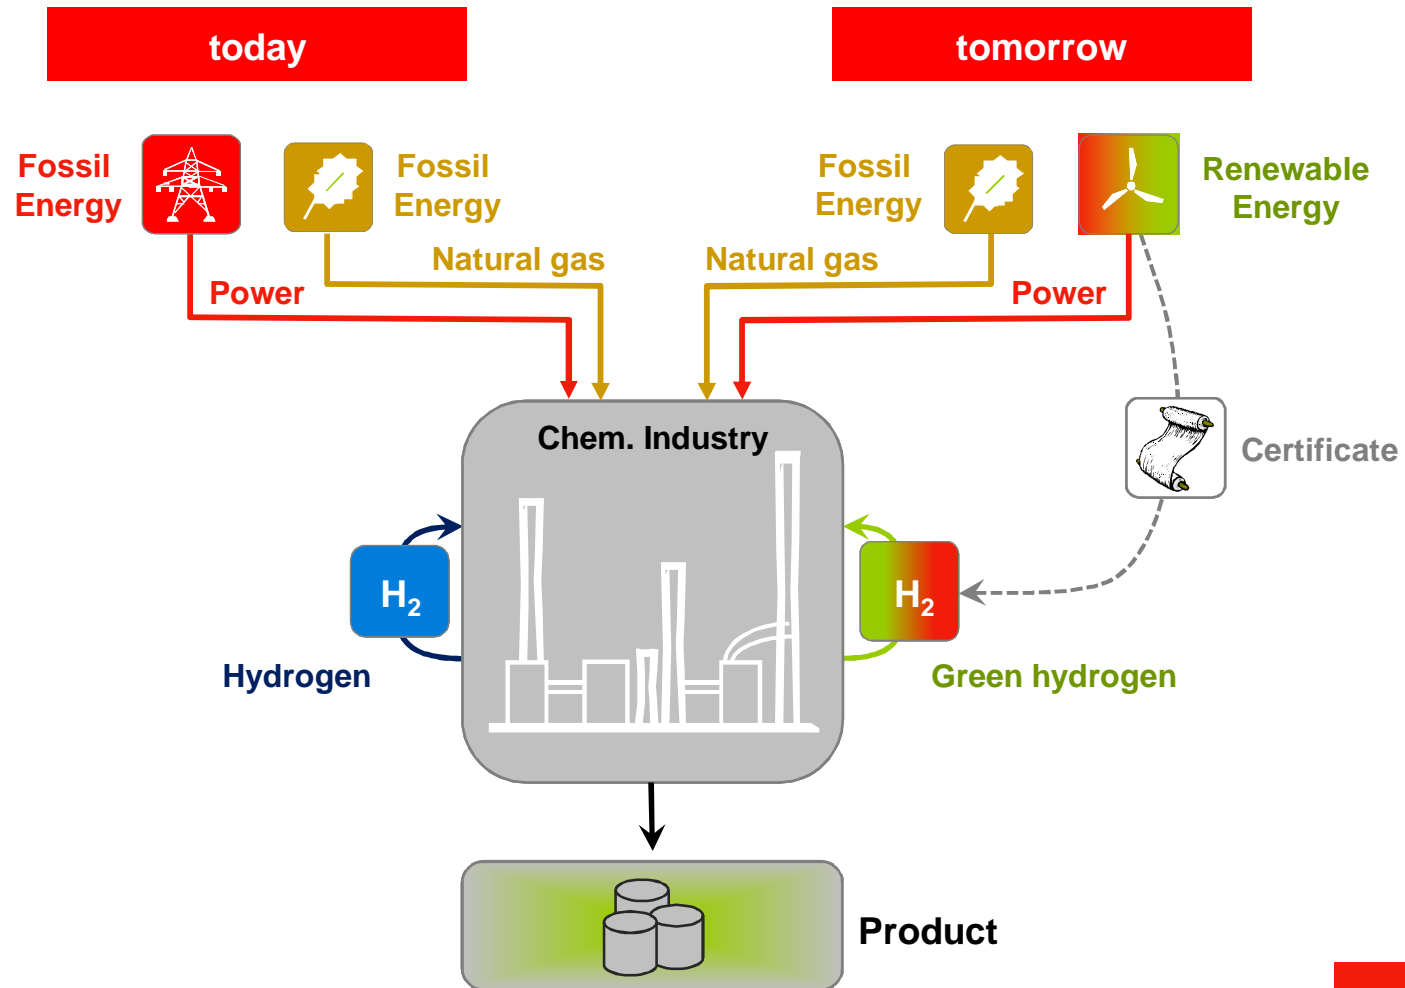 today
tomorrow
Fossil
Energy
Fossil
Energy
Fossil
Energy
Renewable
Energy
Natural gas
Natural gas
Power
Power
Chem. Industry
Certificate
H₂
H₂
Hydrogen
Green hydrogen
Product